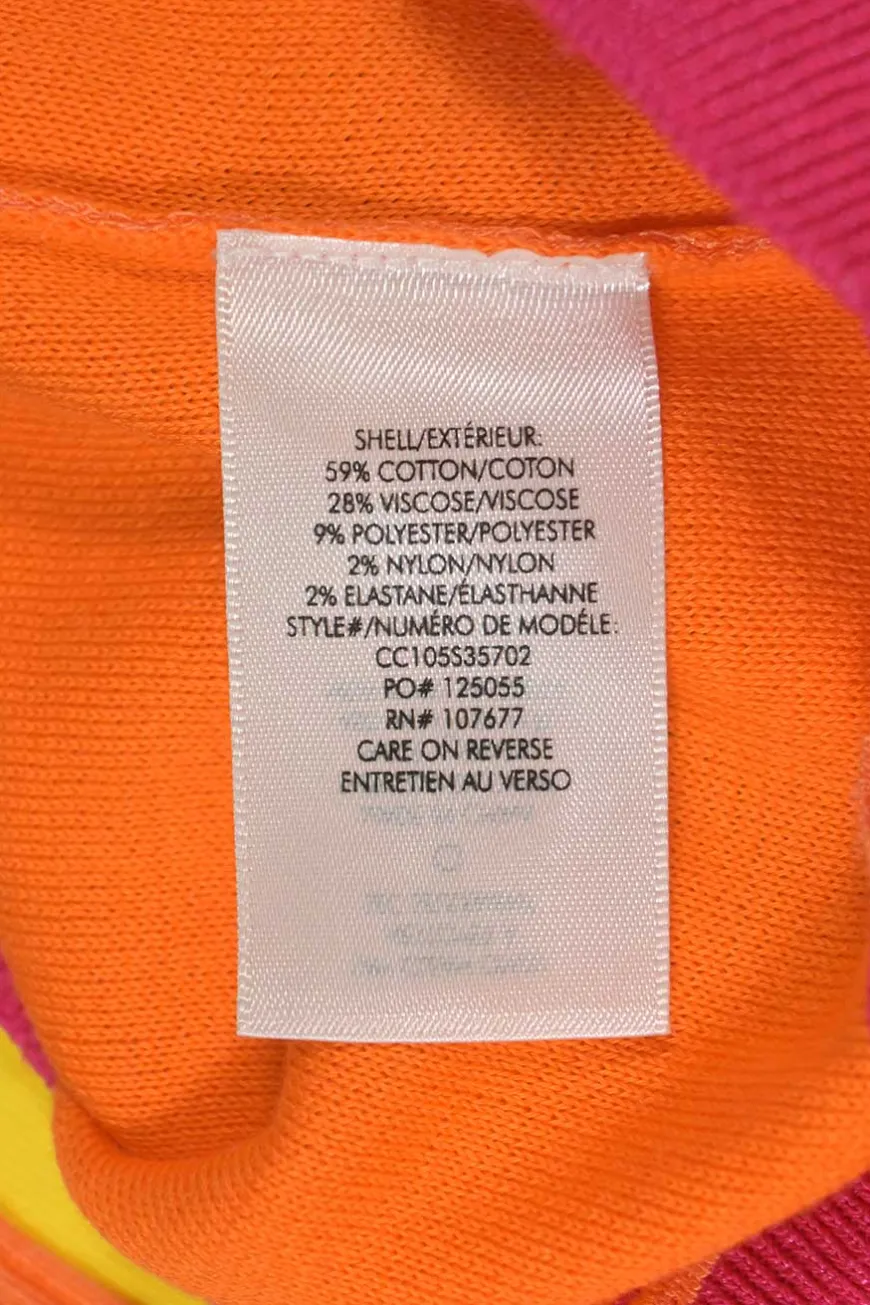 SHELL/EXTÉRIEUR:
59% COTTON/COTON
28% VISCOSE/VISCOSE
9% POLYESTER/POLYESTER
2% NYLON/NYLON
2% ELASTANE/ÉLASTHANNE
STYLE#/NUMÉRO DE MODÉLE:
CC105S35702
PO# 125055
RN# 107677
CARE ON REVERSE
ENTRETIEN AU VERSO